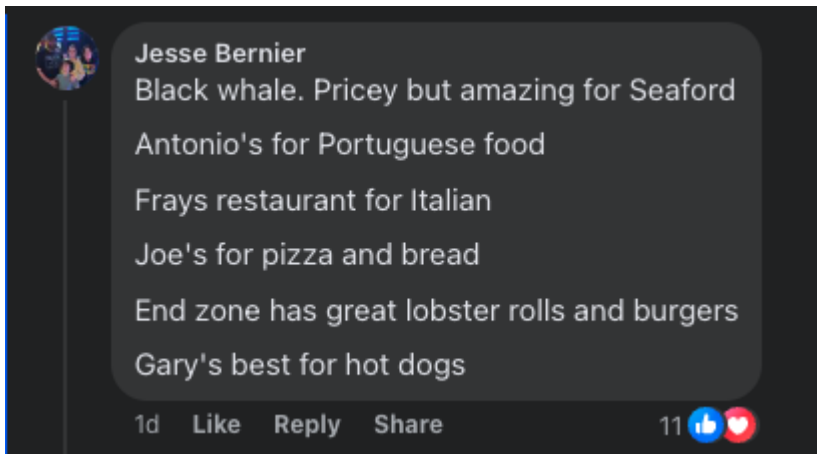 Jesse Bernier
Black whale. Pricey but amazing for Seaford
Antonio's for Portuguese food
Frays restaurant for Italian
Joe's for pizza and bread
End zone has great lobster rolls and burgers
Gary's best for hot dogs
1d Like Reply Share 11